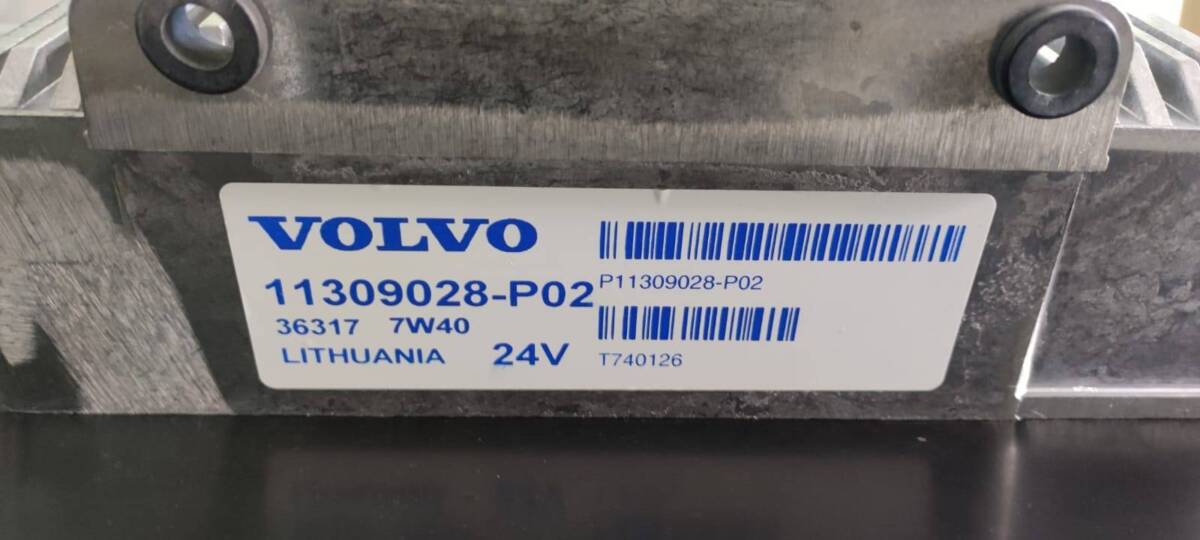 VOLVO
11309028-P02
36317 7W40
LITHUANIA 24V
P11309028-P02
T740126